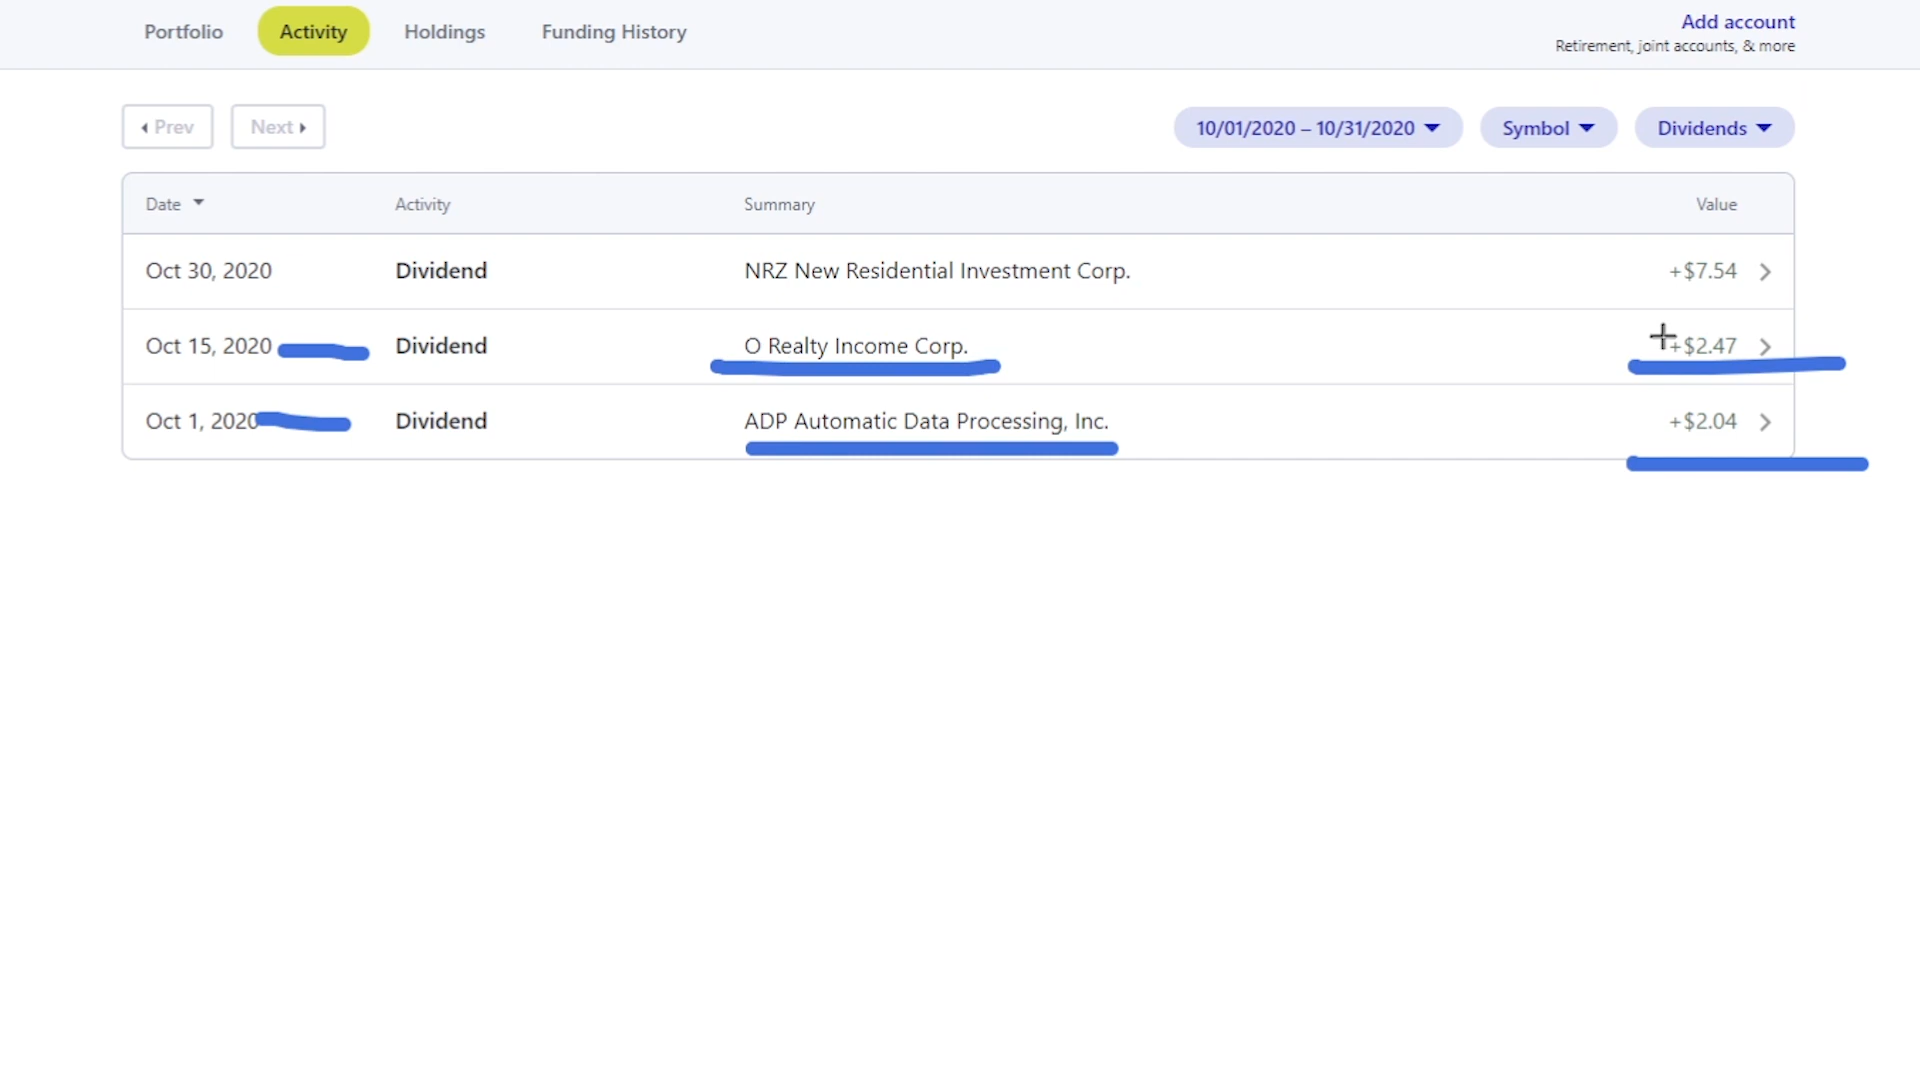 Portfolio Activity Holdings Funding History Add account
Retirement, joint accounts, & more
Prev Next 10/01/2020 – 10/31/2020 Symbol Dividends
Date Activity Summary Value
Oct 30, 2020 Dividend NRZ New Residential Investment Corp. +$7.54
Oct 15, 2020 Dividend O Realty Income Corp. +$2.47
Oct 1, 2020 Dividend ADP Automatic Data Processing, Inc. +$2.04